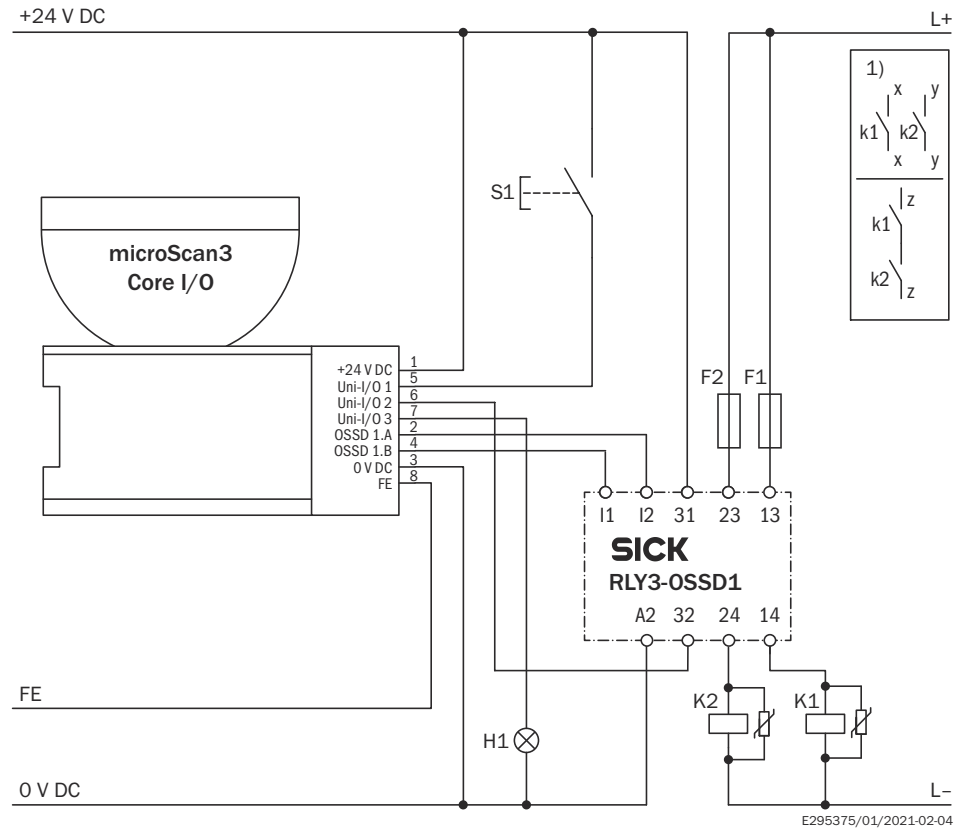 +24 V DC
L+
1)
x y
k1 k2
x y
z
k1
k2
z
S1
microScan3
Core I/O
+24 V DC 1
Uni-I/O 1 5
Uni-I/O 2 6
Uni-I/O 3 7
OSSD 1.A 2
OSSD 1.B 4
0 V DC 3
FE 8
F2 F1
I1 I2 31 23 13
SICK
RLY3-OSSD1
A2 32 24 14
FE
K2 K1
H1
0 V DC
L–
E295375/01/2021-02-04